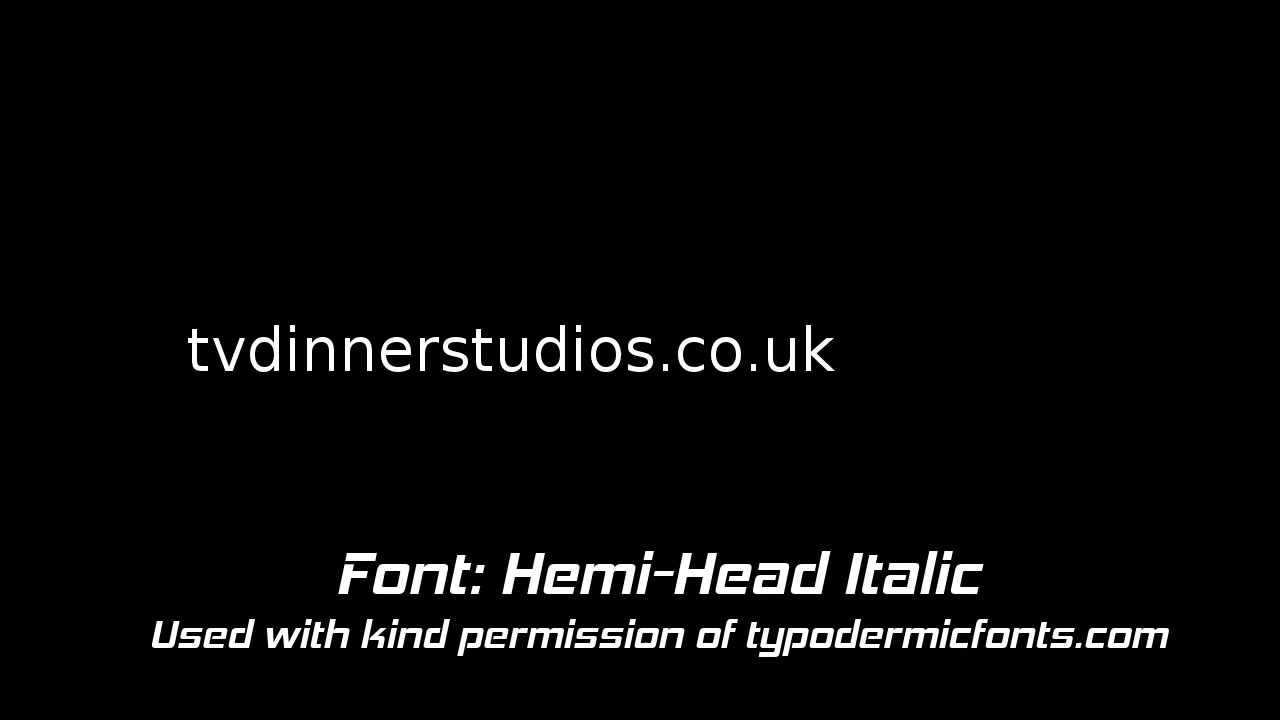 tvdinnerstudios.co.uk
Font: Hemi-Head Italic
Used with kind permission of typodermicfonts.com